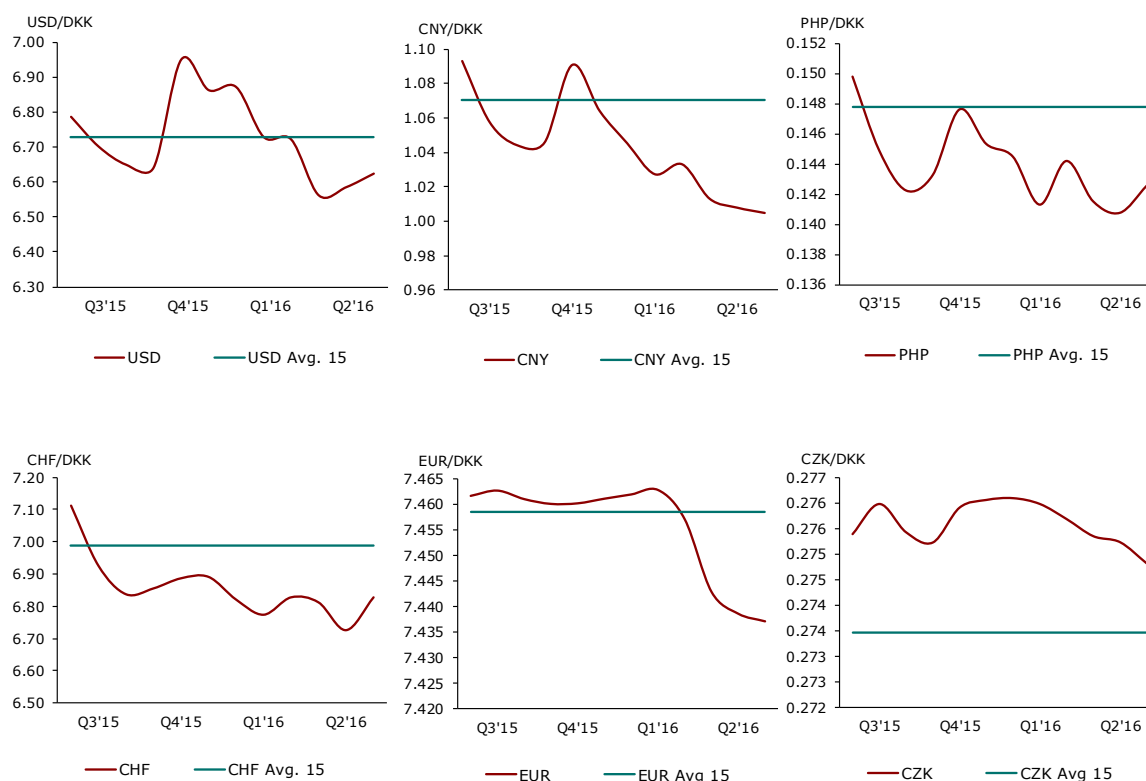 USD/DKK
7.00
6.90
6.80
6.70
6.60
6.50
6.40
6.30
Q3'15 Q4'15 Q1'16 Q2'16
USD USD Avg. 15
CNY/DKK
1.10
1.08
1.06
1.04
1.02
1.00
0.98
0.96
Q3'15 Q4'15 Q1'16 Q2'16
CNY CNY Avg. 15
PHP/DKK
0.152
0.150
0.148
0.146
0.144
0.142
0.140
0.138
0.136
Q3'15 Q4'15 Q1'16 Q2'16
PHP PHP Avg. 15
CHF/DKK
7.20
7.10
7.00
6.90
6.80
6.70
6.60
6.50
Q3'15 Q4'15 Q1'16 Q2'16
CHF CHF Avg. 15
EUR/DKK
7.465
7.460
7.455
7.450
7.445
7.440
7.435
7.430
7.425
7.420
Q3'15 Q4'15 Q1'16 Q2'16
EUR EUR Avg 15
CZK/DKK
0.277
0.276
0.276
0.275
0.275
0.274
0.274
0.273
0.273
0.272
Q3'15 Q4'15 Q1'16 Q2'16
CZK CZK Avg 15